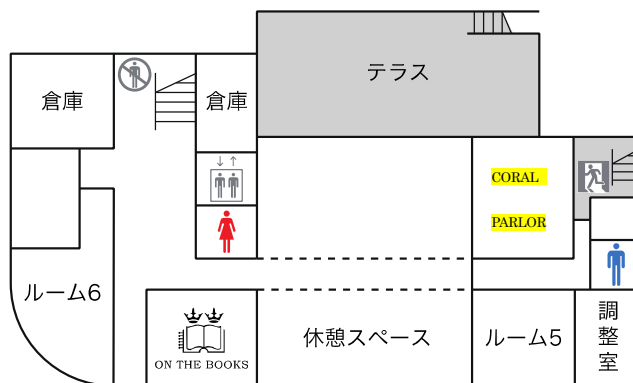 テラス
倉庫
倉庫
CORAL
PARLOR
ルーム6
ON THE BOOKS
休憩スペース
ルーム5
調整室